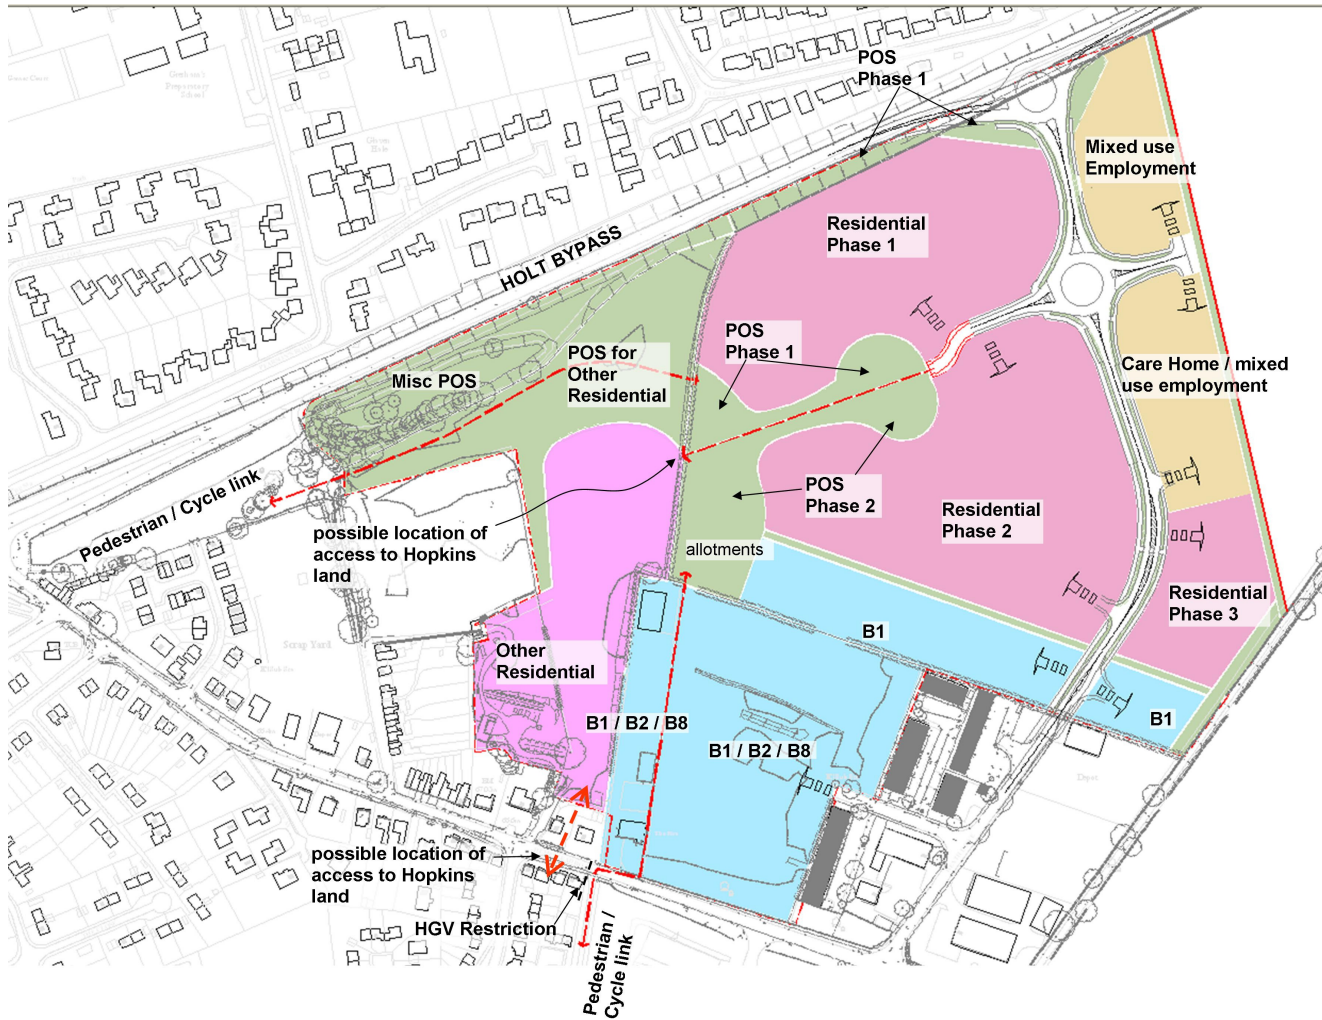 POS
Phase 1
Mixed use
Employment
Residential
Phase 1
HOLT BYPASS
POS
Phase 1
POS for
Other
Residential
Misc POS
Care Home / mixed
use employment
Pedestrian / Cycle link
POS
Phase 2
Residential
Phase 2
possible location of
access to Hopkins
land
allotments
Residential
Phase 3
B1
Scrap Yard
Other
Residential
B1 / B2 / B8
B1 / B2 / B8
B1
Depot
possible location of
access to Hopkins
land
HGV Restriction
Pedestrian /
Cycle link